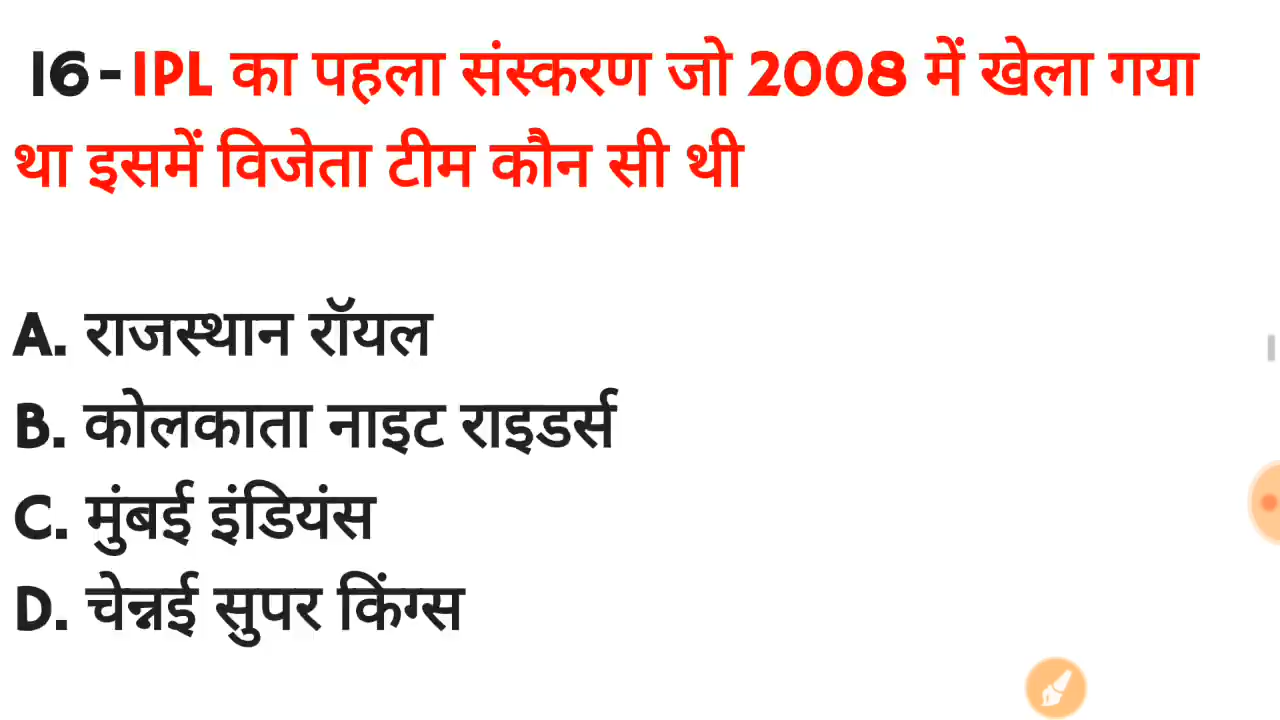 16-IPL का पहला संस्करण जो 2008 में खेला गया
था इसमें विजेता टीम कौन सी थी
A. राजस्थान रॉयल
B. कोलकाता नाइट राइडर्स
C. मुंबई इंडियंस
D. चेन्नई सुपर किंग्स